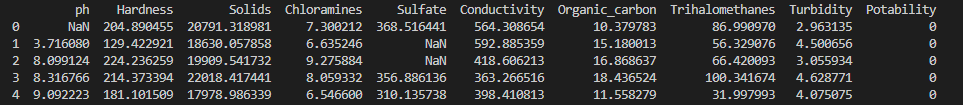 ph Hardness Solids Chloramines Sulfate Conductivity Organic_carbon Trihalomethanes Turbidity Potability
0 NaN 204.890455 20791.318981 7.300212 368.516441 564.308654 10.379783 86.990970 2.963135 0
1 3.716080 129.422921 18630.057858 6.635246 NaN 592.885359 15.180013 56.329076 4.500656 0
2 8.099124 224.236259 19909.541732 9.275884 NaN 418.606213 16.868637 66.420093 3.055934 0
3 8.316766 214.373394 22018.417441 8.059332 356.886136 363.266516 18.436524 100.341674 4.628771 0
4 9.092223 181.101509 17978.986339 6.546600 310.135738 398.410813 11.558279 31.997993 4.075075 0